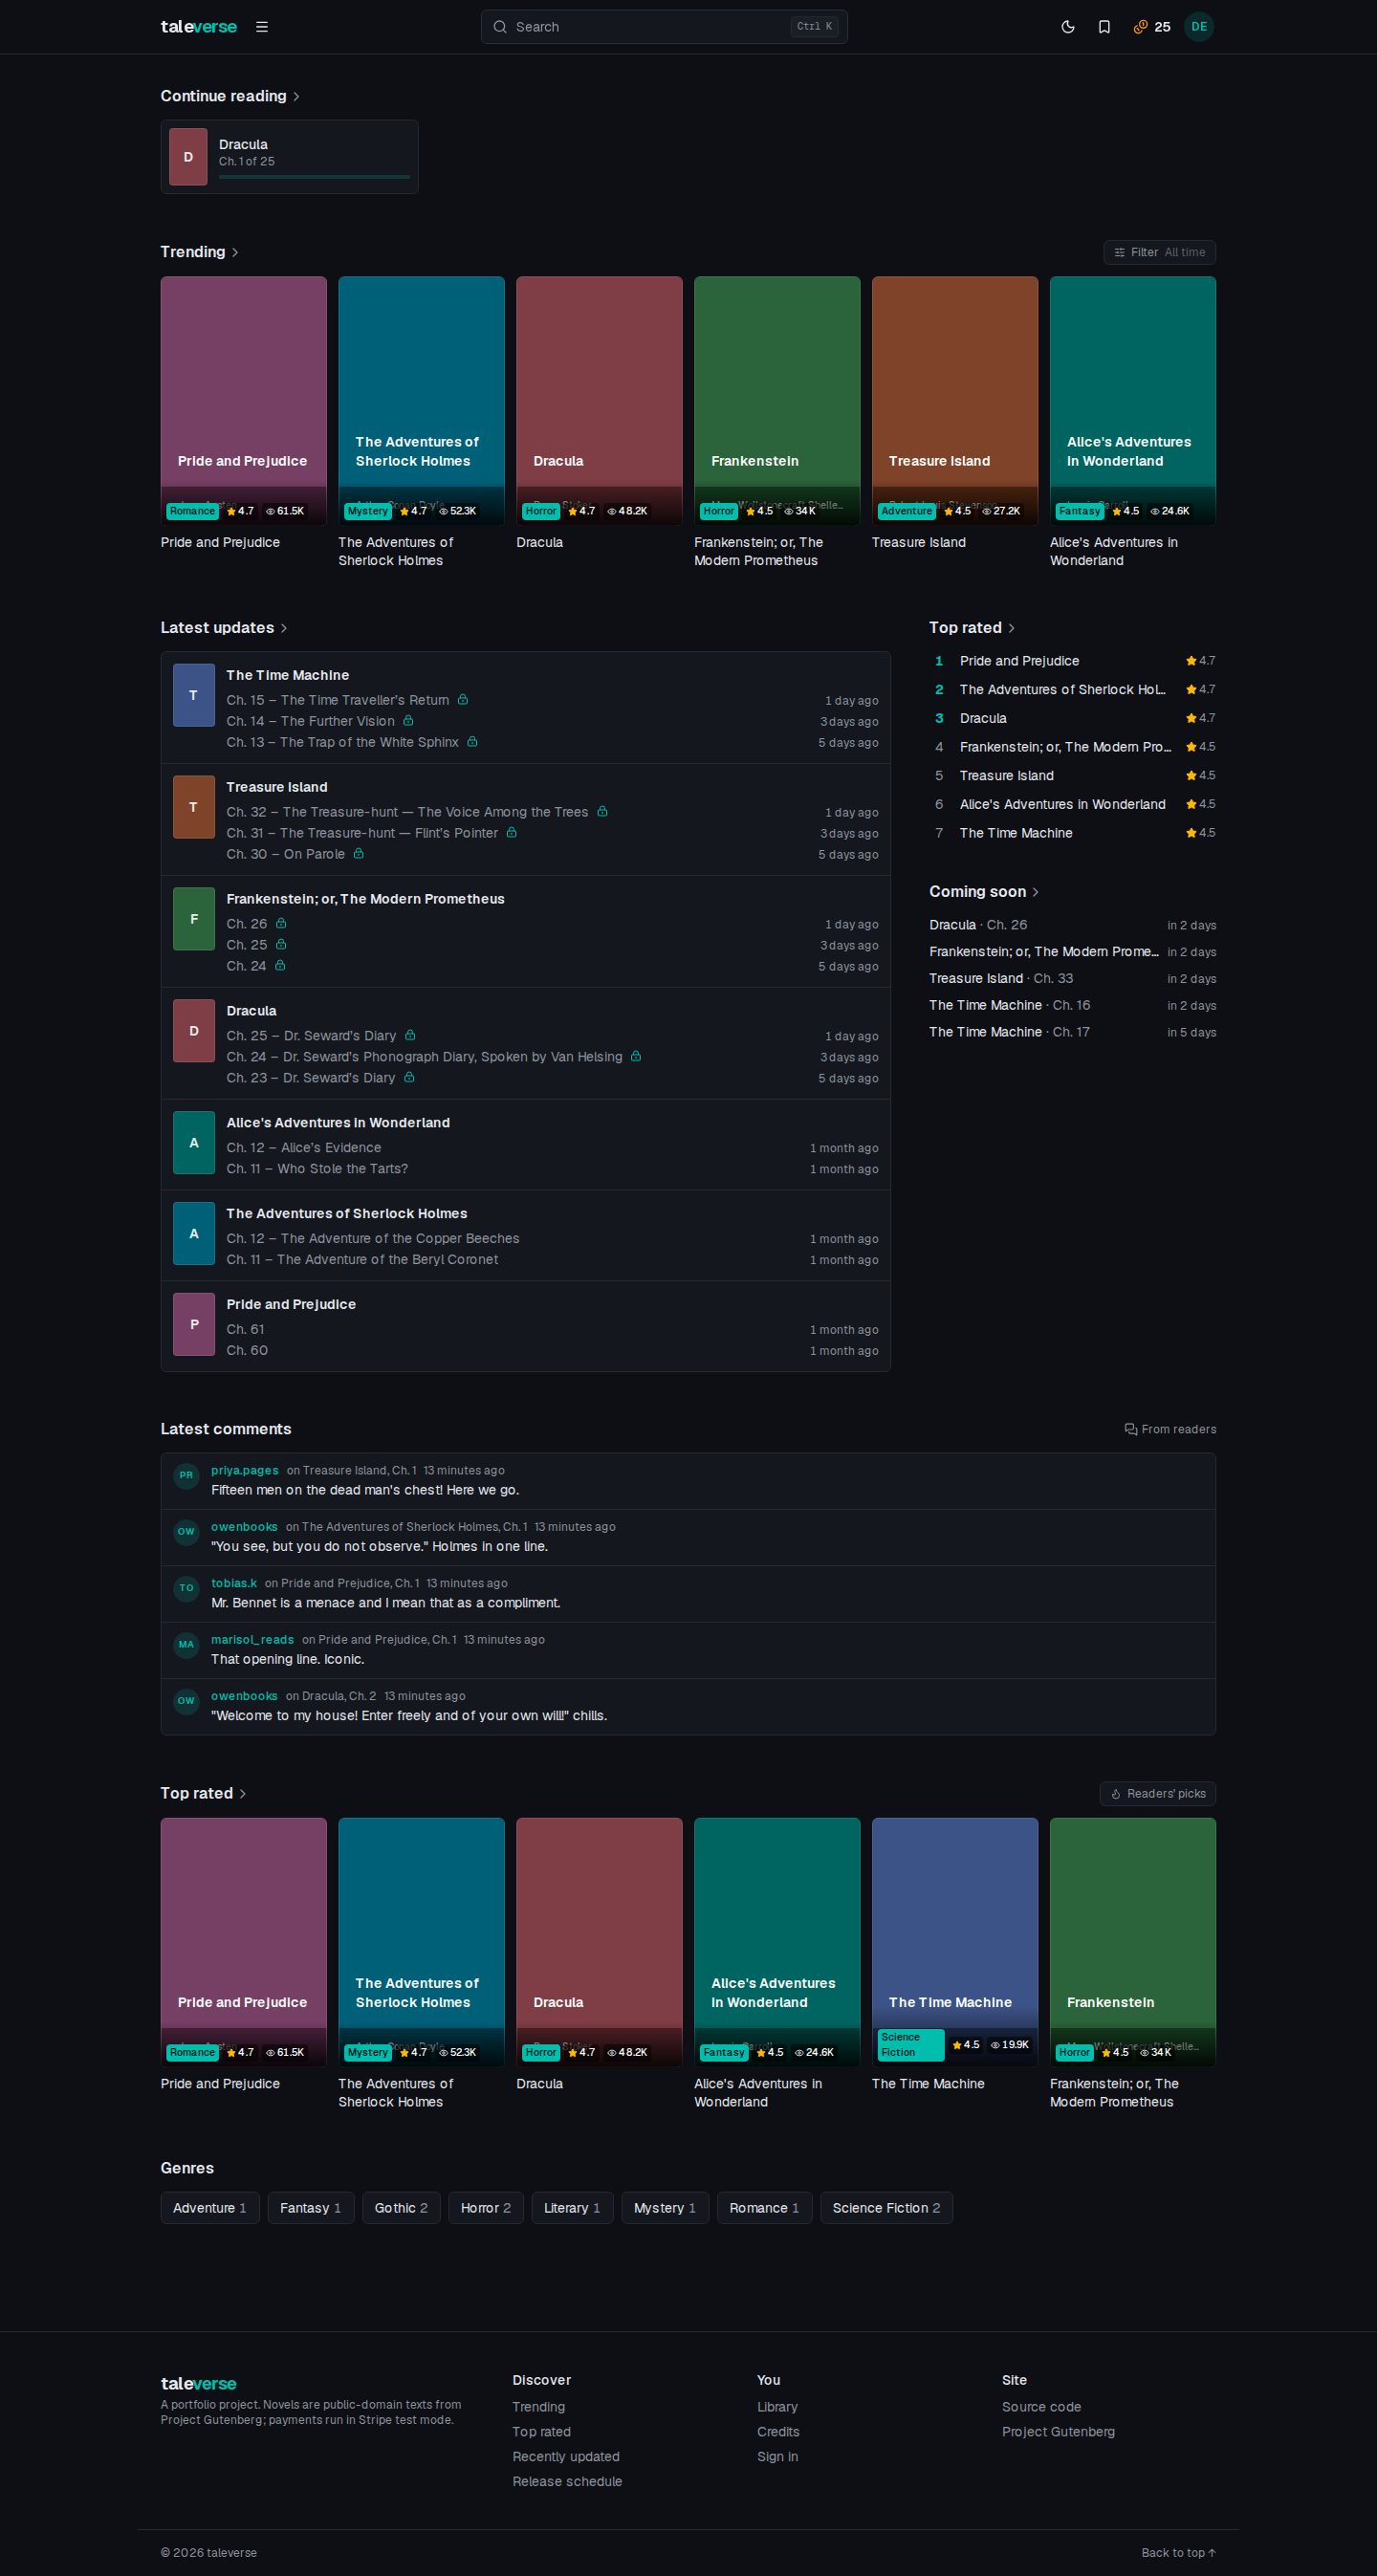 taleverse
Search
Ctrl K
25
DE
Continue reading
D
Dracula
Ch. 1 of 25
Trending
Filter All time
Pride and Prejudice
Romance 4.7 61.5K
Pride and Prejudice
The Adventures of
Sherlock Holmes
Mystery 4.7 52.3K
The Adventures of
Sherlock Holmes
Dracula
Horror 4.7 48.2K
Dracula
Frankenstein
Horror 4.5 34K
Frankenstein; or, The
Modern Prometheus
Treasure Island
Adventure 4.5 27.2K
Treasure Island
Alice's Adventures
in Wonderland
Fantasy 4.5 24.6K
Alice's Adventures in
Wonderland
Latest updates
T
The Time Machine
Ch. 15 – The Time Traveller's Return 1 day ago
Ch. 14 – The Further Vision 3 days ago
Ch. 13 – The Trap of the White Sphinx 5 days ago
T
Treasure Island
Ch. 32 – The Treasure-hunt — The Voice Among the Trees 1 day ago
Ch. 31 – The Treasure-hunt — Flint's Pointer 3 days ago
Ch. 30 – On Parole 5 days ago
F
Frankenstein; or, The Modern Prometheus
Ch. 26 1 day ago
Ch. 25 3 days ago
Ch. 24 5 days ago
D
Dracula
Ch. 25 – Dr. Seward's Diary 1 day ago
Ch. 24 – Dr. Seward's Phonograph Diary, Spoken by Van Helsing 3 days ago
Ch. 23 – Dr. Seward's Diary 5 days ago
A
Alice's Adventures in Wonderland
Ch. 12 – Alice's Evidence 1 month ago
Ch. 11 – Who Stole the Tarts? 1 month ago
A
The Adventures of Sherlock Holmes
Ch. 12 – The Adventure of the Copper Beeches 1 month ago
Ch. 11 – The Adventure of the Beryl Coronet 1 month ago
P
Pride and Prejudice
Ch. 61 1 month ago
Ch. 60 1 month ago
Top rated
1 Pride and Prejudice 4.7
2 The Adventures of Sherlock Hol... 4.7
3 Dracula 4.7
4 Frankenstein; or, The Modern Pro... 4.5
5 Treasure Island 4.5
6 Alice's Adventures in Wonderland 4.5
7 The Time Machine 4.5
Coming soon
Dracula · Ch. 26 in 2 days
Frankenstein; or, The Modern Prome... in 2 days
Treasure Island · Ch. 33 in 2 days
The Time Machine · Ch. 16 in 2 days
The Time Machine · Ch. 17 in 5 days
Latest comments
From readers
PR
priya.pages on Treasure Island, Ch. 1 13 minutes ago
Fifteen men on the dead man's chest! Here we go.
OW
owenbooks on The Adventures of Sherlock Holmes, Ch. 1 13 minutes ago
"You see, but you do not observe." Holmes in one line.
TO
tobias.k on Pride and Prejudice, Ch. 1 13 minutes ago
Mr. Bennet is a menace and I mean that as a compliment.
MA
marisol_reads on Pride and Prejudice, Ch. 1 13 minutes ago
That opening line. Iconic.
OW
owenbooks on Dracula, Ch. 2 13 minutes ago
"Welcome to my house! Enter freely and of your own will!" chills.
Top rated
Readers' picks
Pride and Prejudice
Romance 4.7 61.5K
Pride and Prejudice
The Adventures of
Sherlock Holmes
Mystery 4.7 52.3K
The Adventures of
Sherlock Holmes
Dracula
Horror 4.7 48.2K
Dracula
Alice's Adventures
in Wonderland
Fantasy 4.5 24.6K
Alice's Adventures in
Wonderland
The Time Machine
Science
Fiction
4.5 19.9K
The Time Machine
Frankenstein
Horror 4.5 34K
Frankenstein; or, The
Modern Prometheus
Genres
Adventure 1
Fantasy 1
Gothic 2
Horror 2
Literary 1
Mystery 1
Romance 1
Science Fiction 2
taleverse
A portfolio project. Novels are public-domain texts from
Project Gutenberg; payments run in Stripe test mode.
Discover
Trending
Top rated
Recently updated
Release schedule
You
Library
Credits
Sign in
Site
Source code
Project Gutenberg
© 2026 taleverse
Back to top ↑